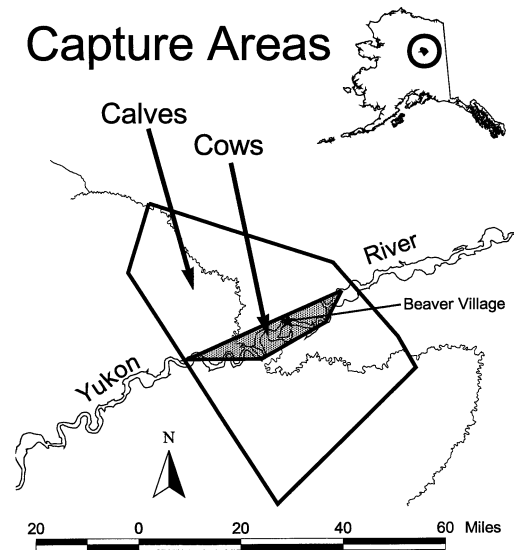 Capture Areas
Calves
Cows
River
Beaver Village
Yukon
N
20 0 20 40 60 Miles